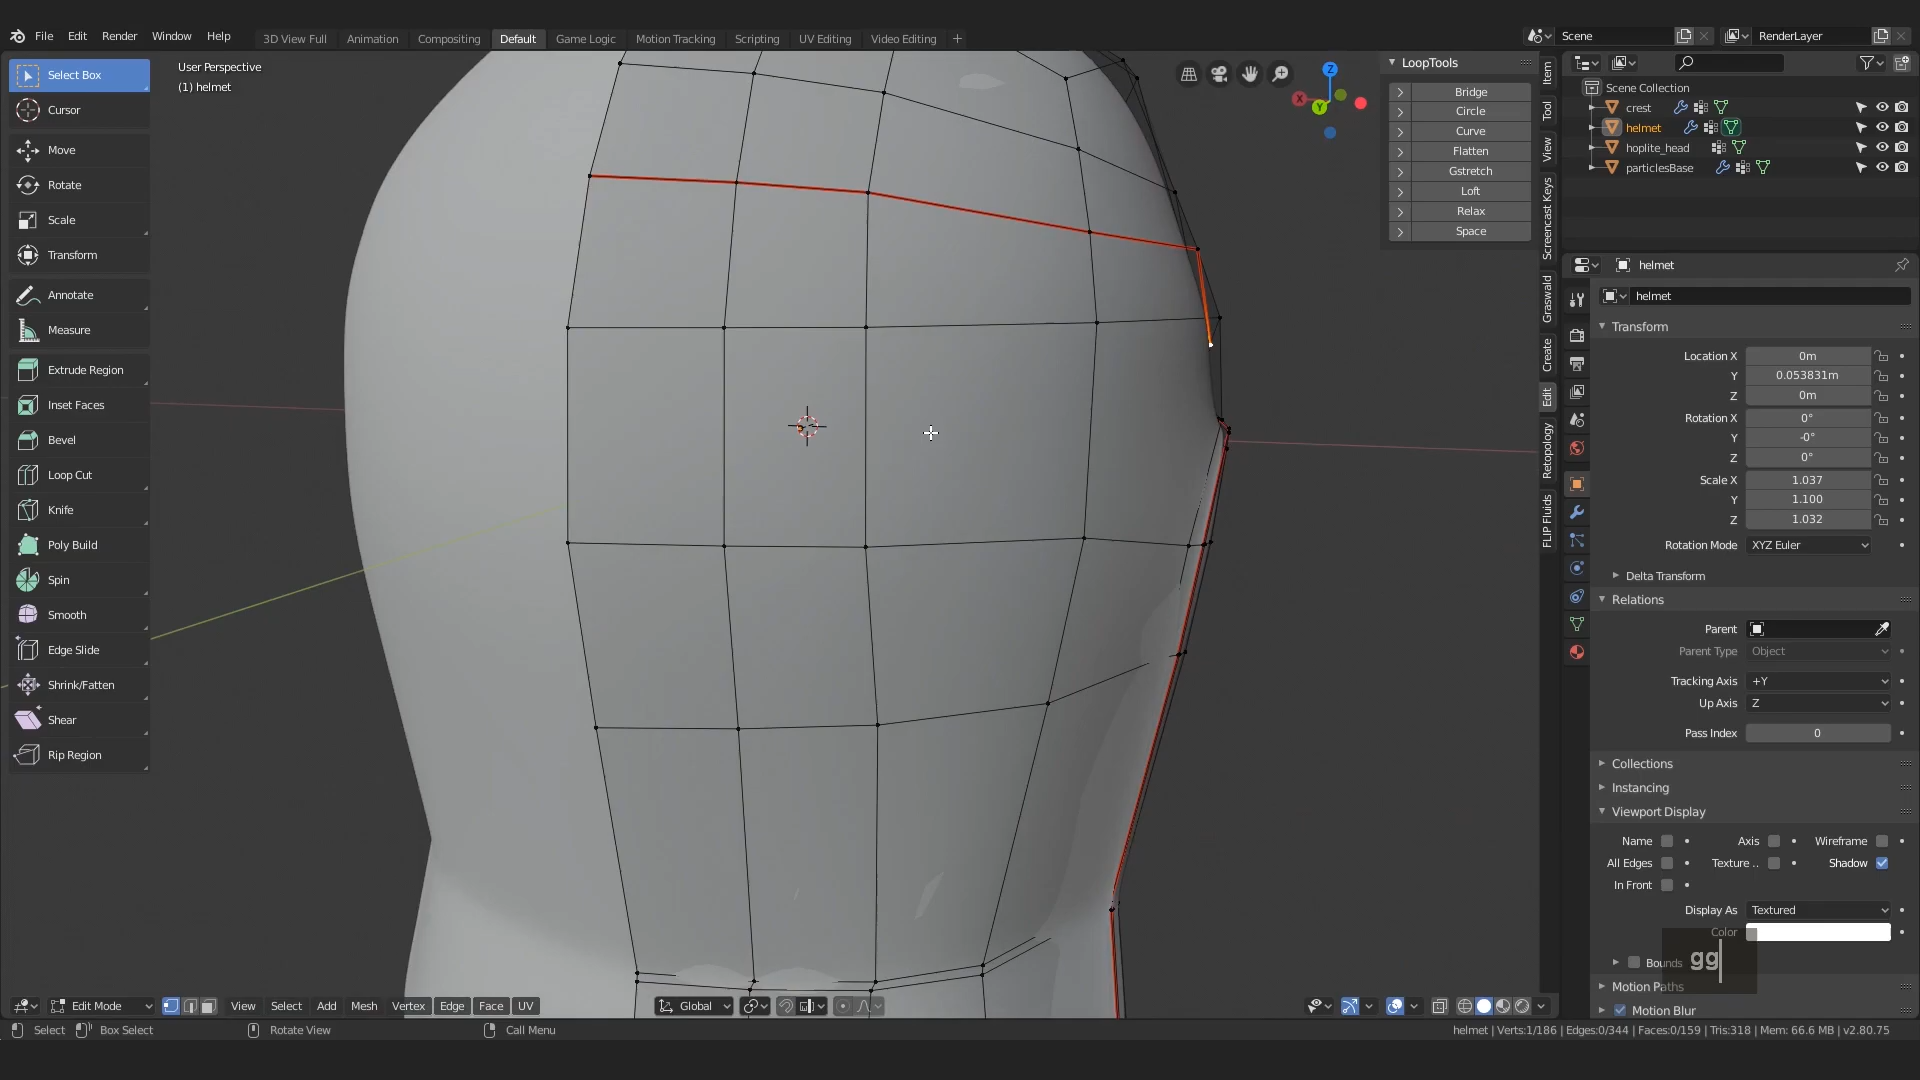 File Edit Render Window Help 3D View Full Animation Compositing Default Game Logic Motion Tracking Scripting UV Editing Video Editing + Scene RenderLayer
Select Box
Cursor
Move
Rotate
Scale
Transform
Annotate
Measure
Extrude Region
Inset Faces
Bevel
Loop Cut
Knife
Poly Build
Spin
Smooth
Edge Slide
Shrink/Fatten
Shear
Rip Region
User Perspective
(1) helmet
X
Y
Z
LoopTools
Bridge
Circle
Curve
Flatten
Gstretch
Loft
Relax
Space
Item
Tool
View
Screencast Keys
Graswald
Create
Edit
Retopology
FLIP Fluids
Scene Collection
crest
helmet
hoplite_head
particlesBase
helmet
helmet
Transform
Location X 0m
Y 0.053831m
Z 0m
Rotation X 0°
Y -0°
Z 0°
Scale X 1.037
Y 1.100
Z 1.032
Rotation Mode XYZ Euler
Delta Transform
Relations
Parent
Parent Type Object
Tracking Axis +Y
Up Axis Z
Pass Index 0
Collections
Instancing
Viewport Display
Name Axis Wireframe
All Edges Texture .. Shadow
In Front
Display As Textured
Color
Bounds
Motion Paths
Motion Blur
gg
Edit Mode View Select Add Mesh Vertex Edge Face UV Global
Select Box Select Rotate View Call Menu helmet | Verts:1/186 | Edges:0/344 | Faces:0/159 | Tris:318 | Mem: 66.6 MB | v2.80.75